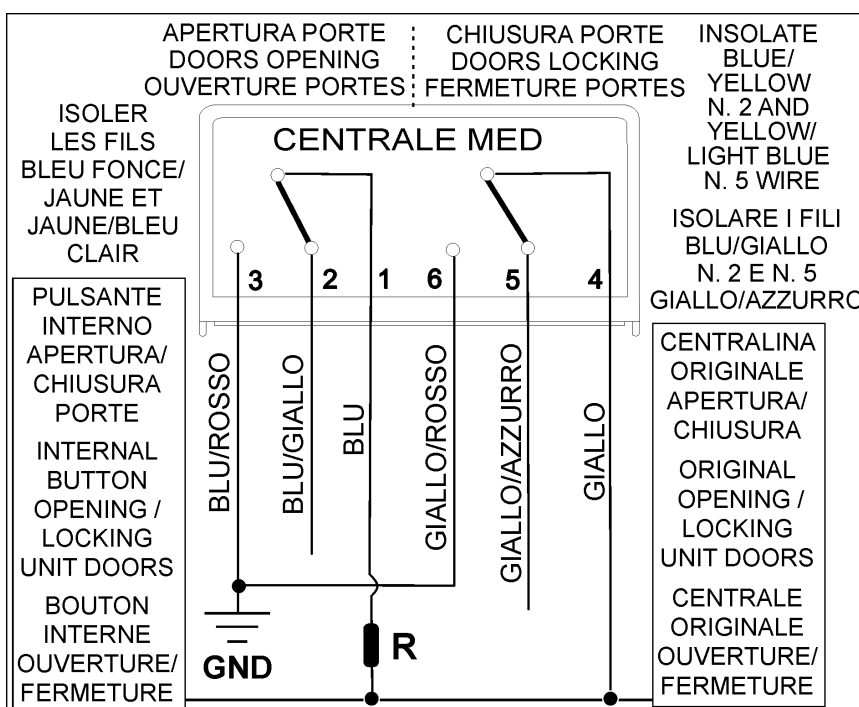 APERTURA PORTE
DOORS OPENING
OUVERTURE PORTES
CHIUSURA PORTE
DOORS LOCKING
FERMETURE PORTES
INSOLATE
BLUE/
YELLOW
N. 2 AND
YELLOW/
LIGHT BLUE
N. 5 WIRE
ISOLER
LES FILS
BLEU FONCE/
JAUNE ET
JAUNE/BLEU
CLAIR
CENTRALE MED
ISOLARE I FILI
BLU/GIALLO
N. 2 E N. 5
GIALLO/AZZURRO
3 2 1 6 5 4
PULSANTE
INTERNO
APERTURA/
CHIUSURA
PORTE
INTERNAL
BUTTON
OPENING /
LOCKING
UNIT DOORS
BOUTON
INTERNE
OUVERTURE/
FERMETURE
BLU/ROSSO
BLU/GIALLO
BLU
GIALLO/ROSSO
GIALLO/AZZURRO
GIALLO
GND
R
CENTRALINA
ORIGINALE
APERTURA/
CHIUSURA
ORIGINAL
OPENING /
LOCKING
UNIT DOORS
CENTRALE
ORIGINALE
OUVERTURE/
FERMETURE